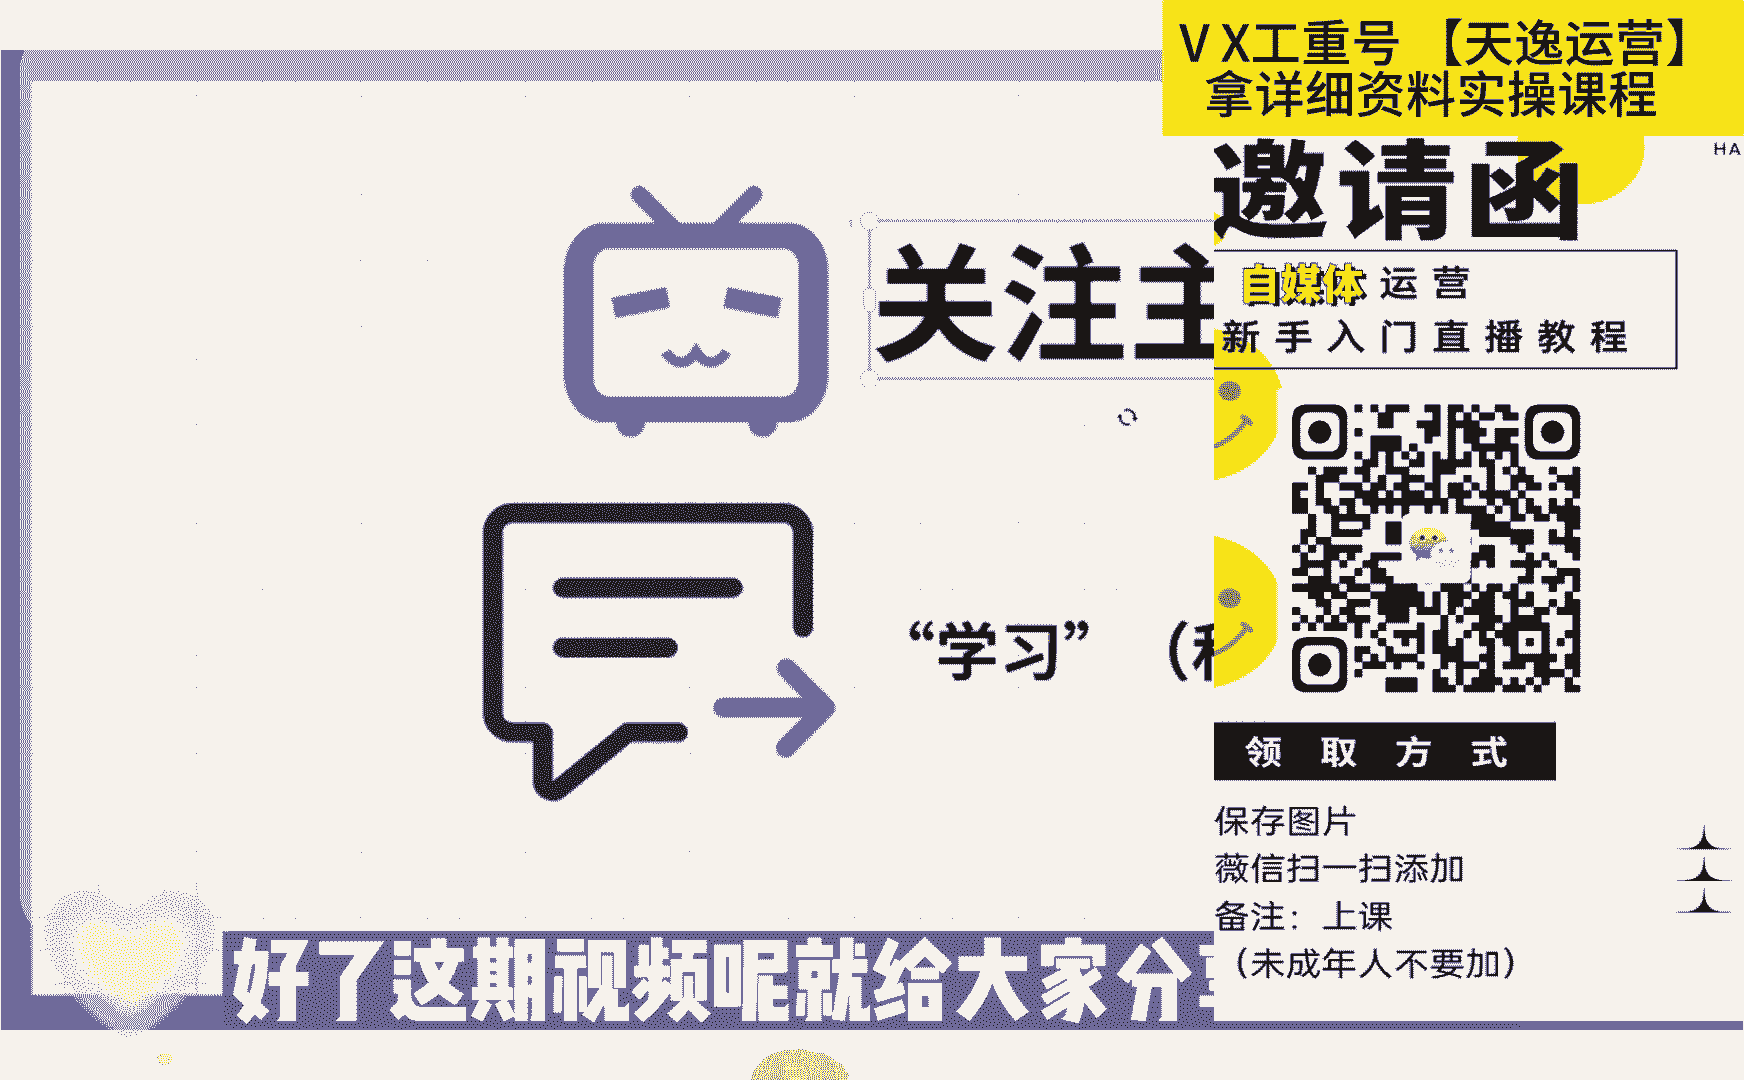 VX工重号 【天逸运营】
拿详细资料实操课程
HA
邀请函
自媒体 运营
新手入门直播教程
关注主
“学习” （
领取方式
保存图片
薇信扫一扫添加
备注：上课
（未成年人不要加）
好了这期视频呢就给大家分